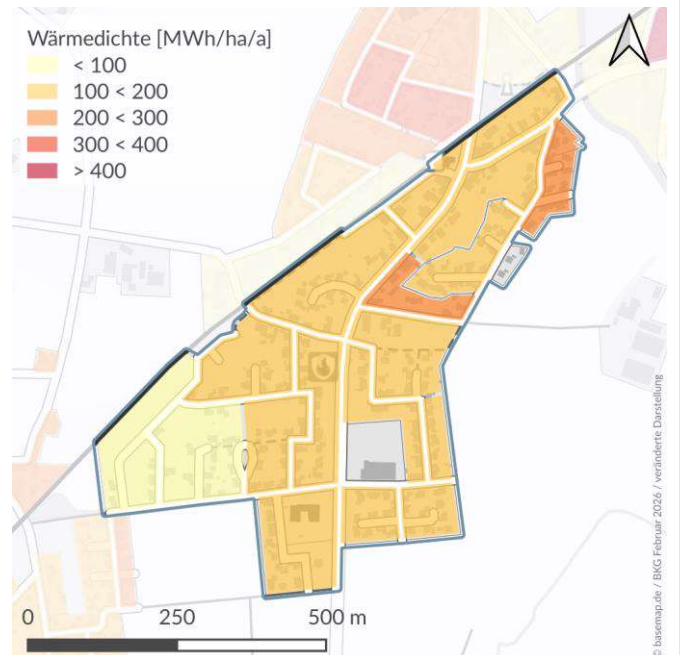 Wärmedichte [MWh/ha/a]
< 100
100 < 200
200 < 300
300 < 400
> 400
0 250 500 m
© basemap.de / BKG Februar 2026 / veränderte Darstellung